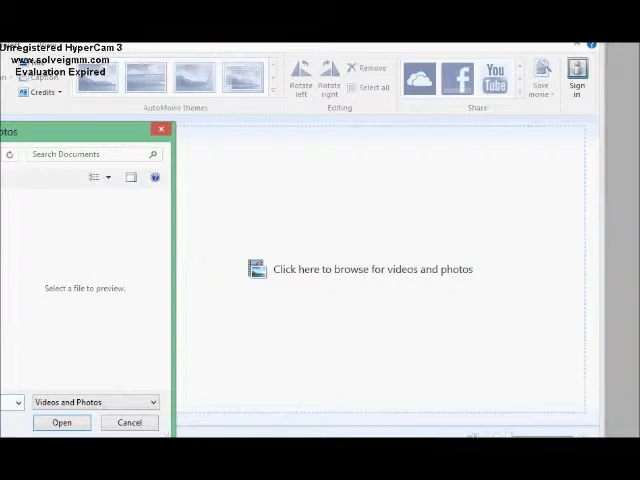 Unregistered HyperCam 3
www.solveigmm.com
Evaluation Expired
Caption
Credits
AutoMovie themes
Rotate left
Rotate right
Remove
Select all
Editing
You Tube
Share
Save movie
Sign in
otos
Search Documents
Select a file to preview.
Click here to browse for videos and photos
Videos and Photos
Open
Cancel